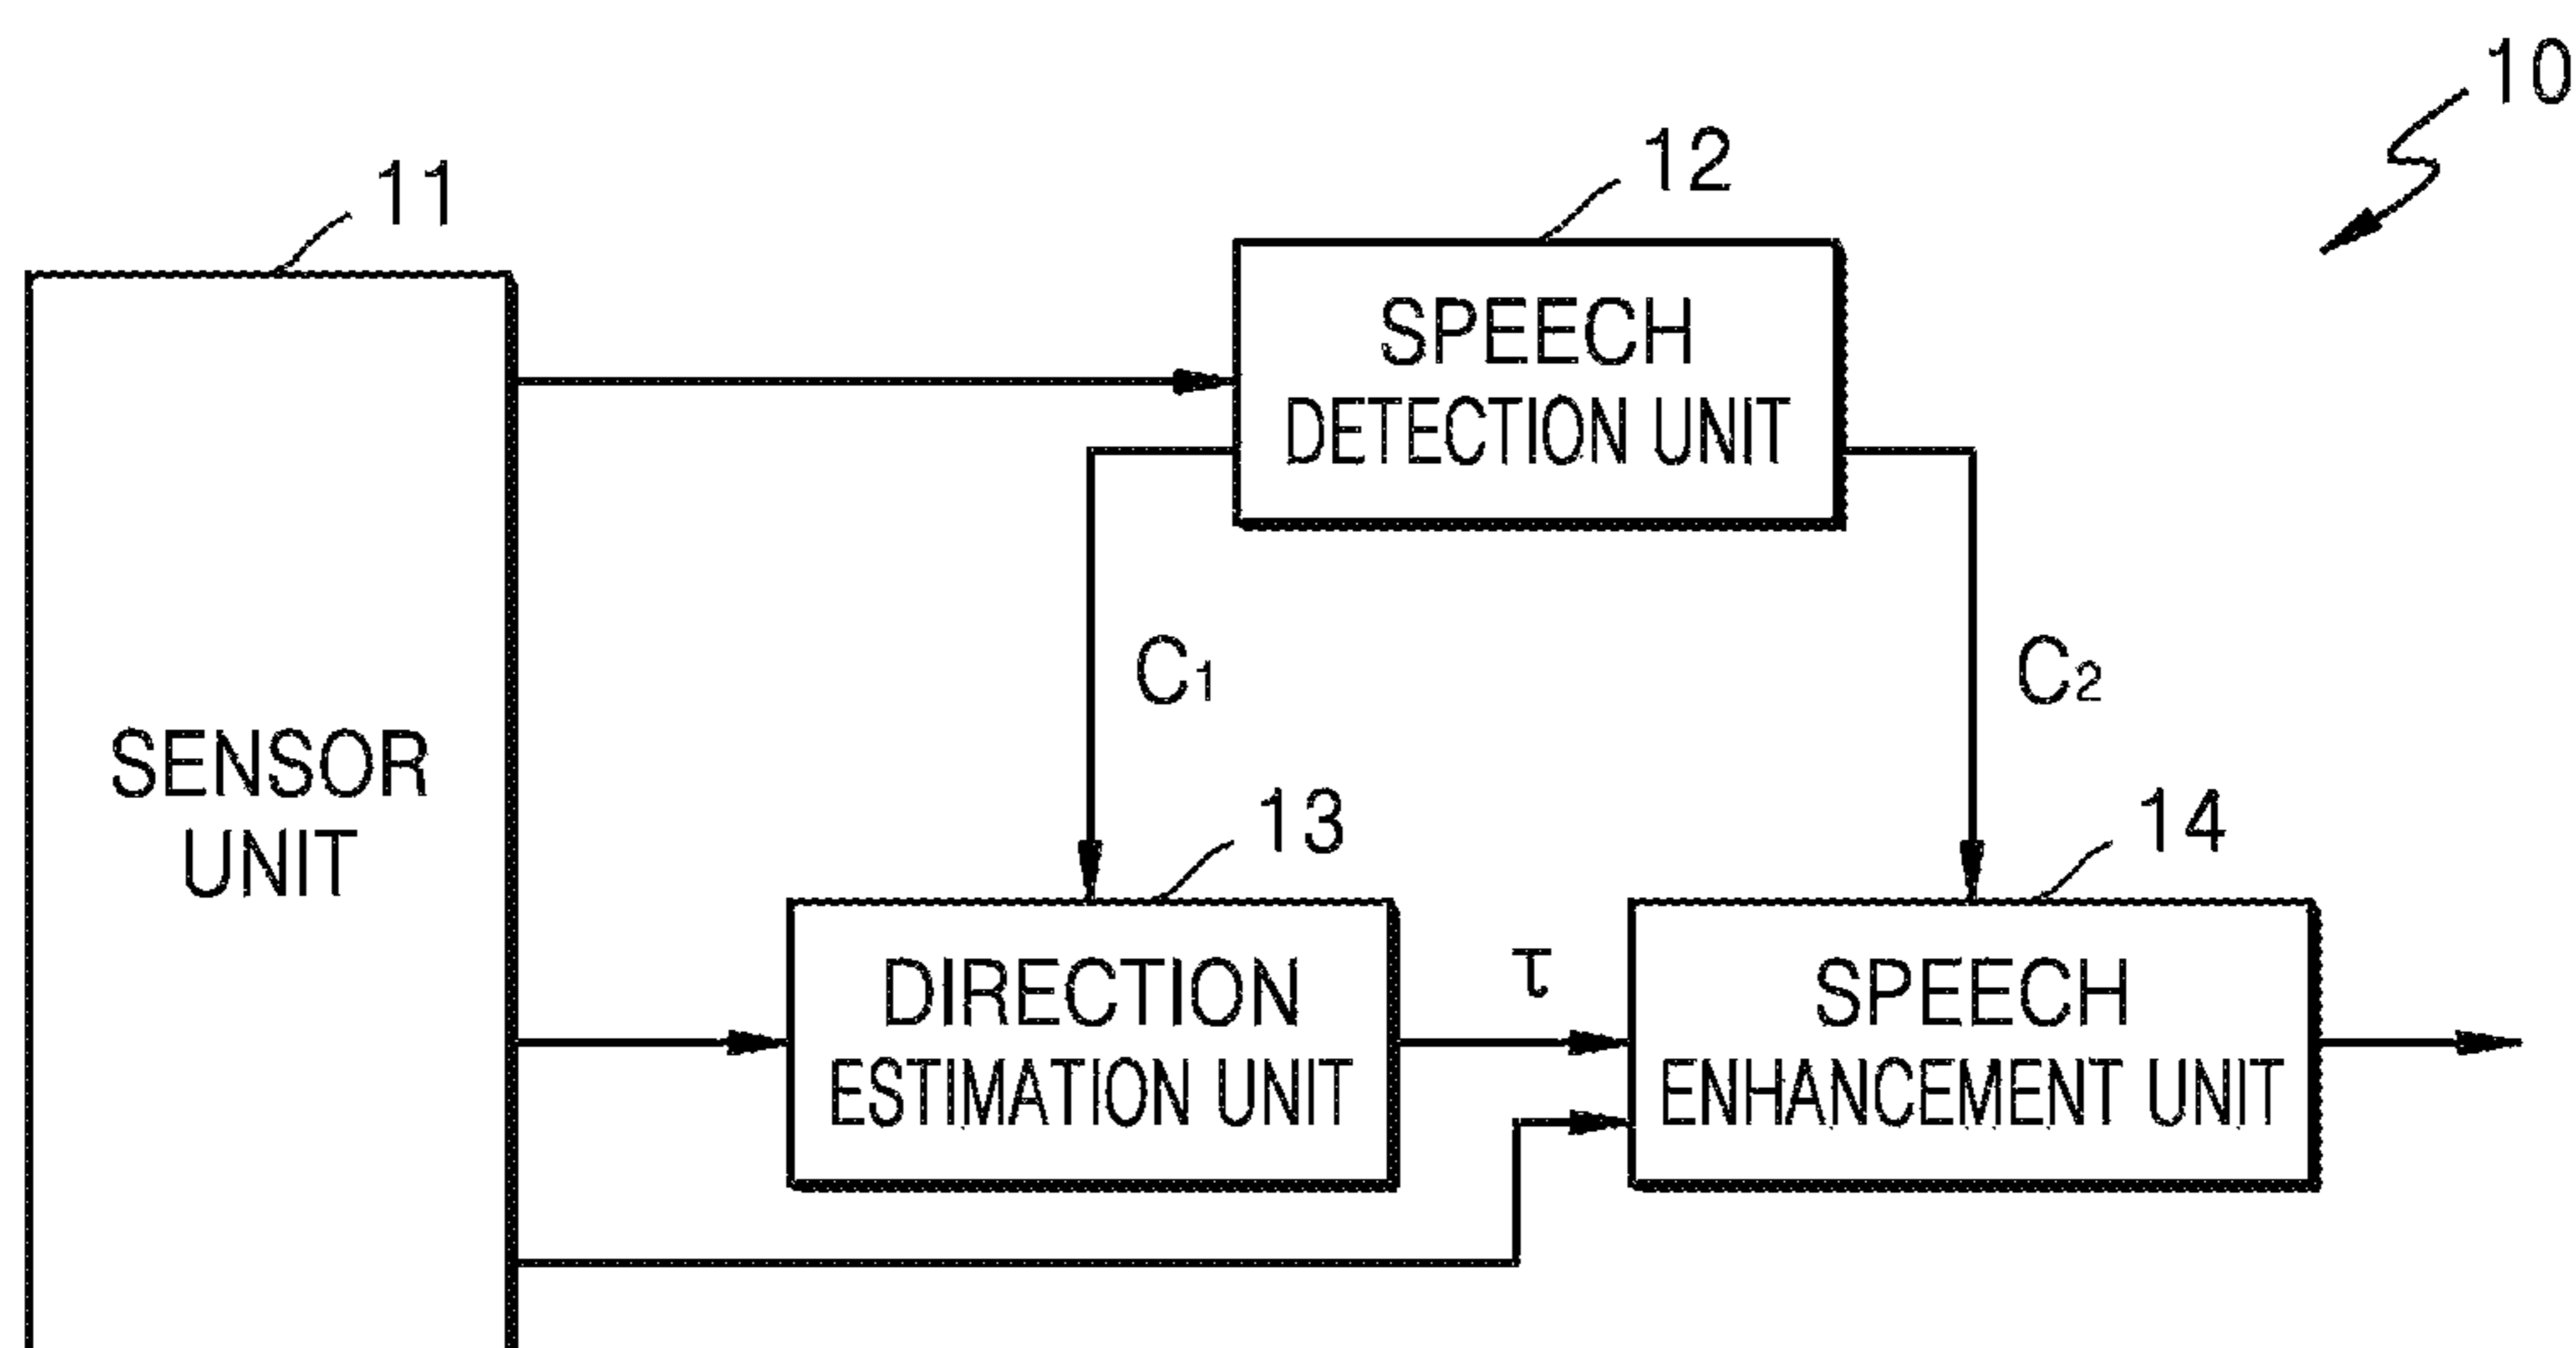 10
11
12
SPEECH
DETECTION UNIT
C1
C2
SENSOR
UNIT
13
14
DIRECTION
ESTIMATION UNIT
τ
SPEECH
ENHANCEMENT UNIT